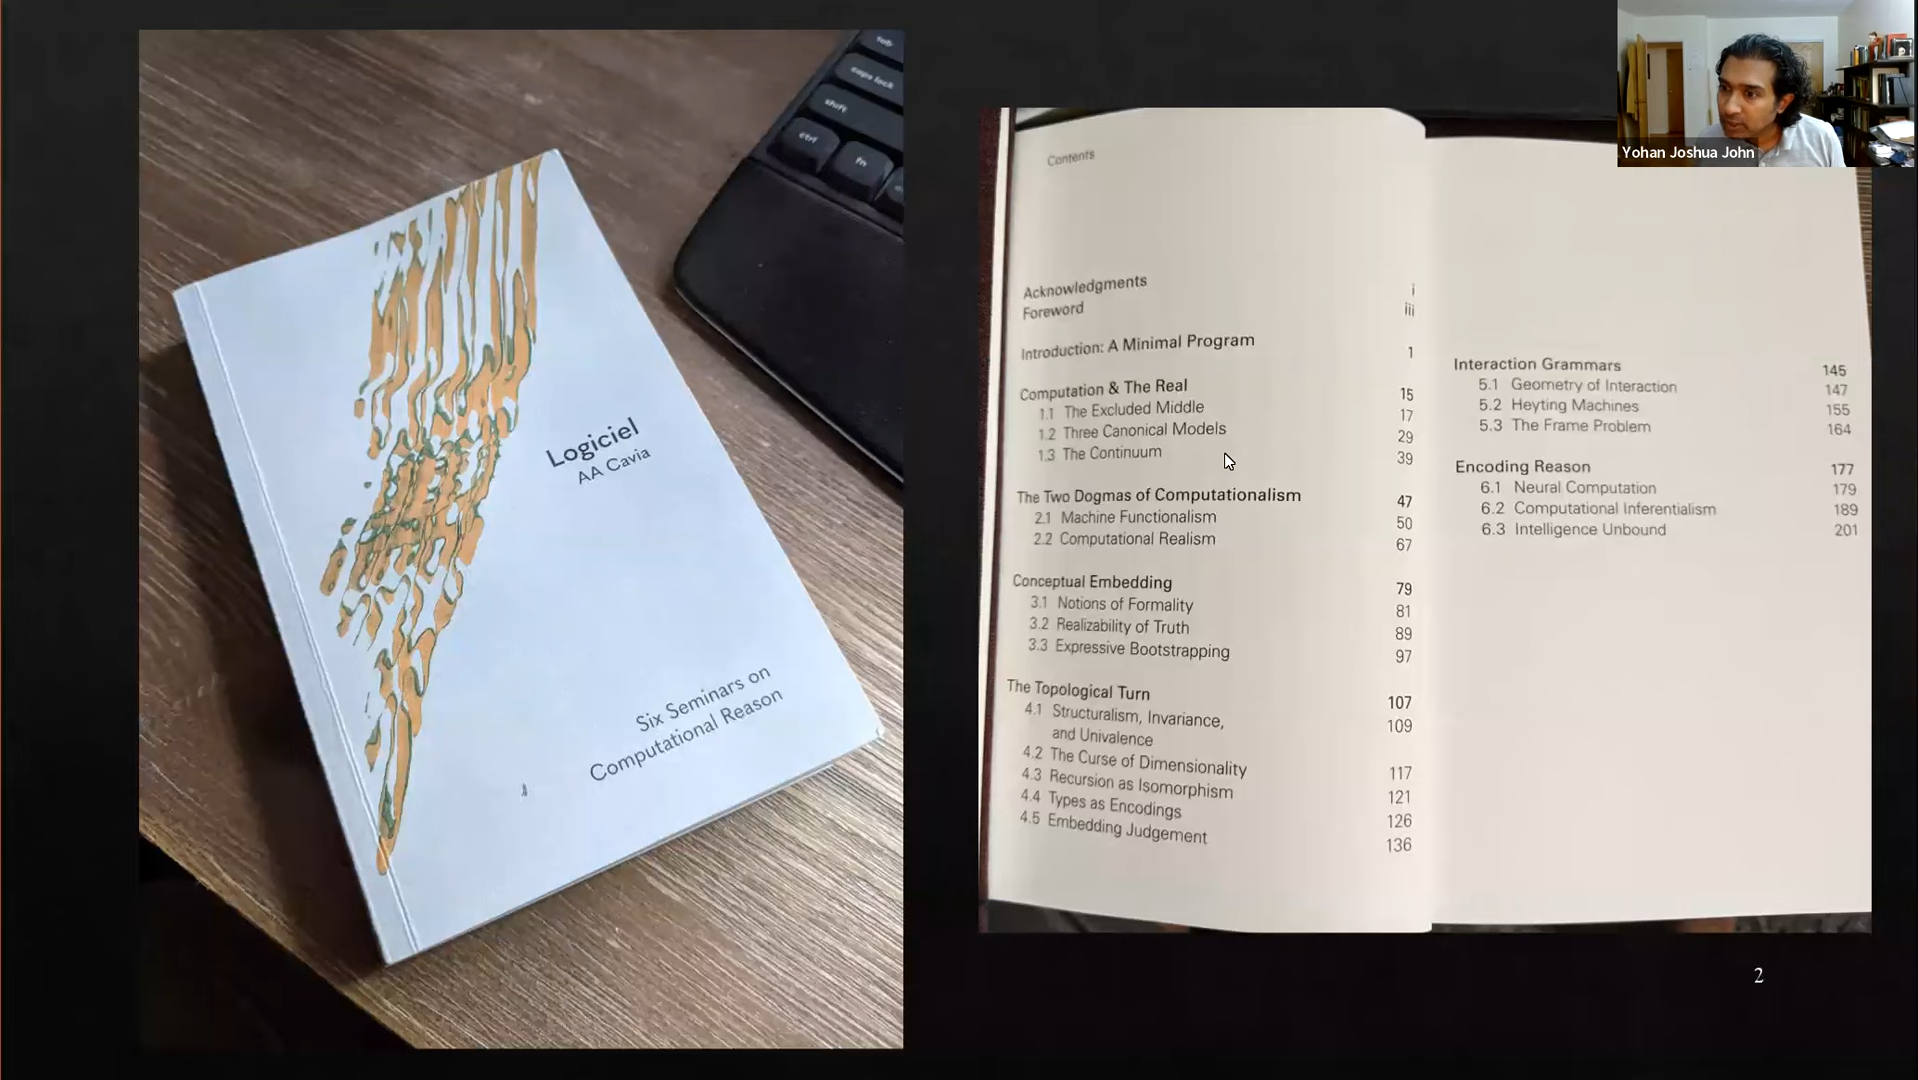 tab
caps lock
shift
ctrl
fn
Logiciel
AA Cavia
Six Seminars on
Computational Reason
Contents
Acknowledgments i
Foreword iii
Introduction: A Minimal Program 1
Computation & The Real 15
1.1 The Excluded Middle 17
1.2 Three Canonical Models 29
1.3 The Continuum 39
The Two Dogmas of Computationalism 47
2.1 Machine Functionalism 50
2.2 Computational Realism 67
Conceptual Embedding 79
3.1 Notions of Formality 81
3.2 Realizability of Truth 89
3.3 Expressive Bootstrapping 97
The Topological Turn 107
4.1 Structuralism, Invariance, 109
and Univalence
4.2 The Curse of Dimensionality 117
4.3 Recursion as Isomorphism 121
4.4 Types as Encodings 126
4.5 Embedding Judgement 136
Interaction Grammars 145
5.1 Geometry of Interaction 147
5.2 Heyting Machines 155
5.3 The Frame Problem 164
Encoding Reason 177
6.1 Neural Computation 179
6.2 Computational Inferentialism 189
6.3 Intelligence Unbound 201
Yohan Joshua John
2